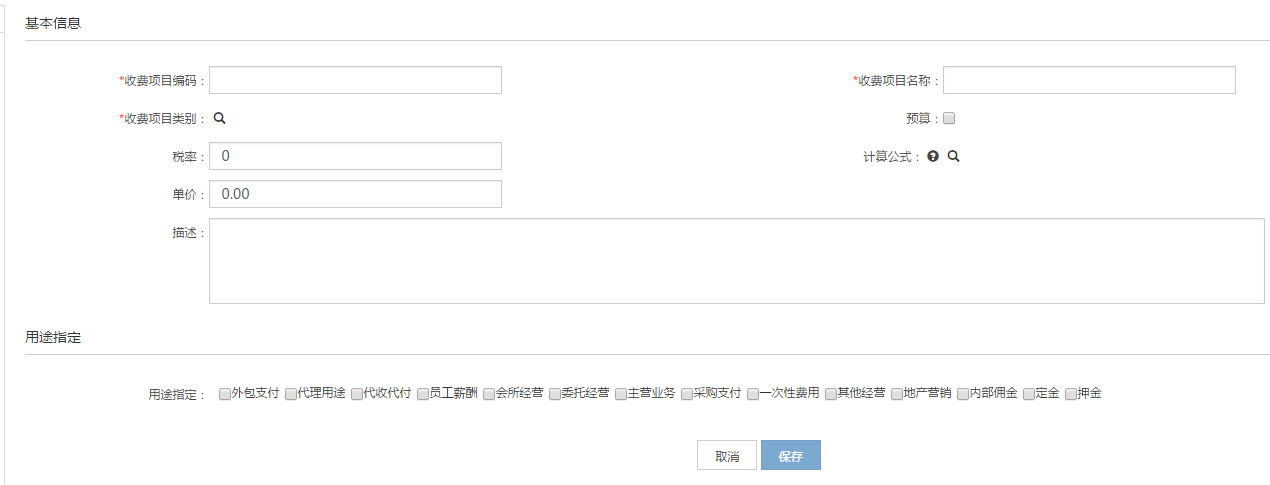 基本信息
*收费项目编码： *收费项目名称：
*收费项目类别： 预算：
税率： 0 计算公式：
单价： 0.00
描述：
用途指定
用途指定： 外包支付 代理用途 代收代付 员工薪酬 会所经营 委托经营 主营业务 采购支付 一次性费用 其他经营 地产营销 内部佣金 定金 押金
取消 保存